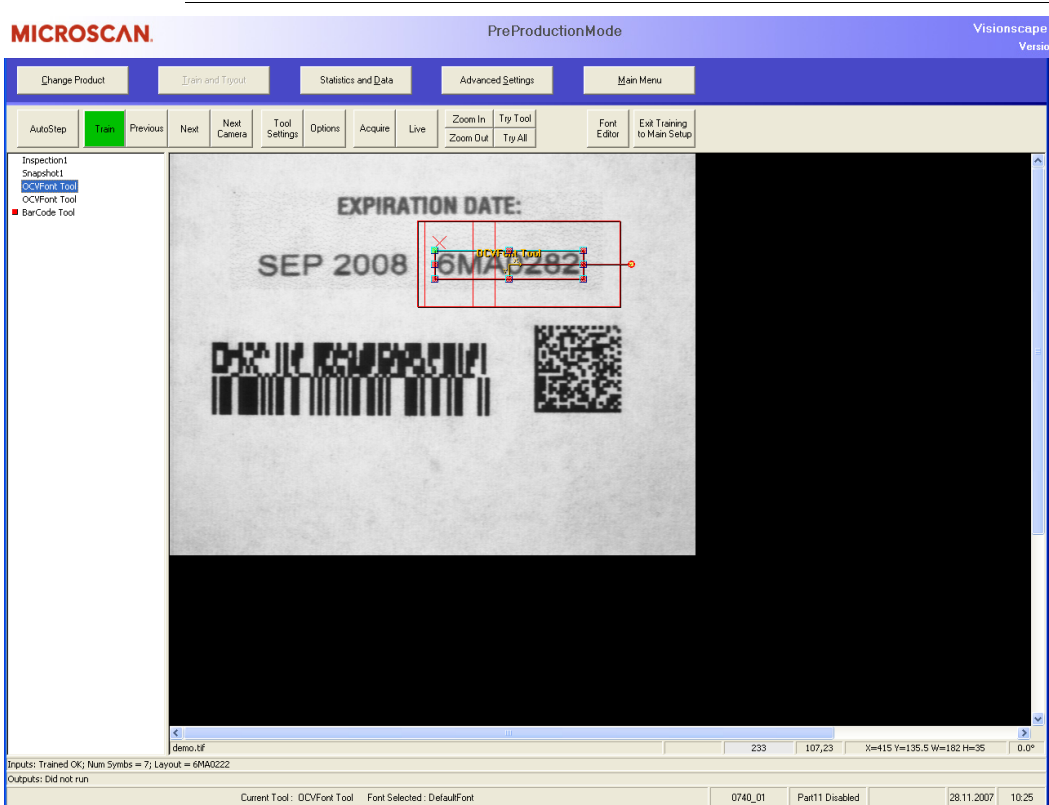 MICROSCAN.
PreProductionMode
Visionscape
Versio
Change Product
Train and Tryout
Statistics and Data
Advanced Settings
Main Menu
AutoStep
Train
Previous
Next
Next Camera
Tool Settings
Options
Acquire
Live
Zoom In
Zoom Out
Try Tool
Try All
Font Editor
Exit Training to Main Setup
Inspection1
Snapshot1
OCVFont Tool
OCVFont Tool
BarCode Tool
EXPIRATION DATE:
OCVFont Tool
SEP 2008 6MA0282
demo.tif
233
107,23
X=415 Y=135.5 W=182 H=35
0.0°
Inputs: Trained OK; Num Symbs = 7; Layout = 6MA0222
Outputs: Did not run
Current Tool : OCVFont Tool Font Selected : DefaultFont
0740_01
Part11 Disabled
28.11.2007
10:25